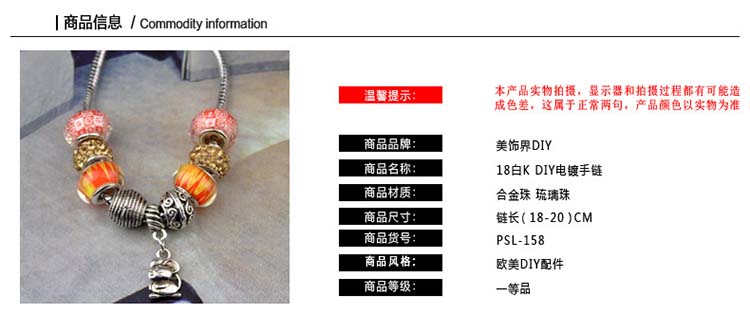 商品信息 / Commodity information
温馨提示：
本产品实物拍摄，显示器和拍摄过程都有可能造
成色差，这属于正常两句，产品颜色以实物为准
商品品牌： 美饰界DIY
商品名称： 18白K DIY电镀手链
商品材质： 合金珠 琉璃珠
商品尺寸： 链长（18-20）CM
商品货号： PSL-158
商品风格： 欧美DIY配件
商品等级： 一等品